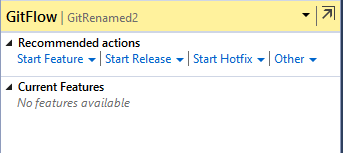 GitFlow | GitRenamed2
Recommended actions
Start Feature | Start Release | Start Hotfix | Other
Current Features
No features available